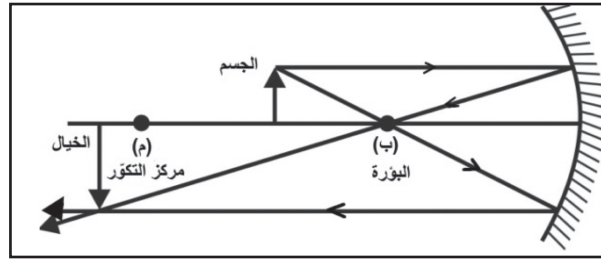 الجسم
الخيال
(م)
مركز التكوّر
(ب)
البؤرة